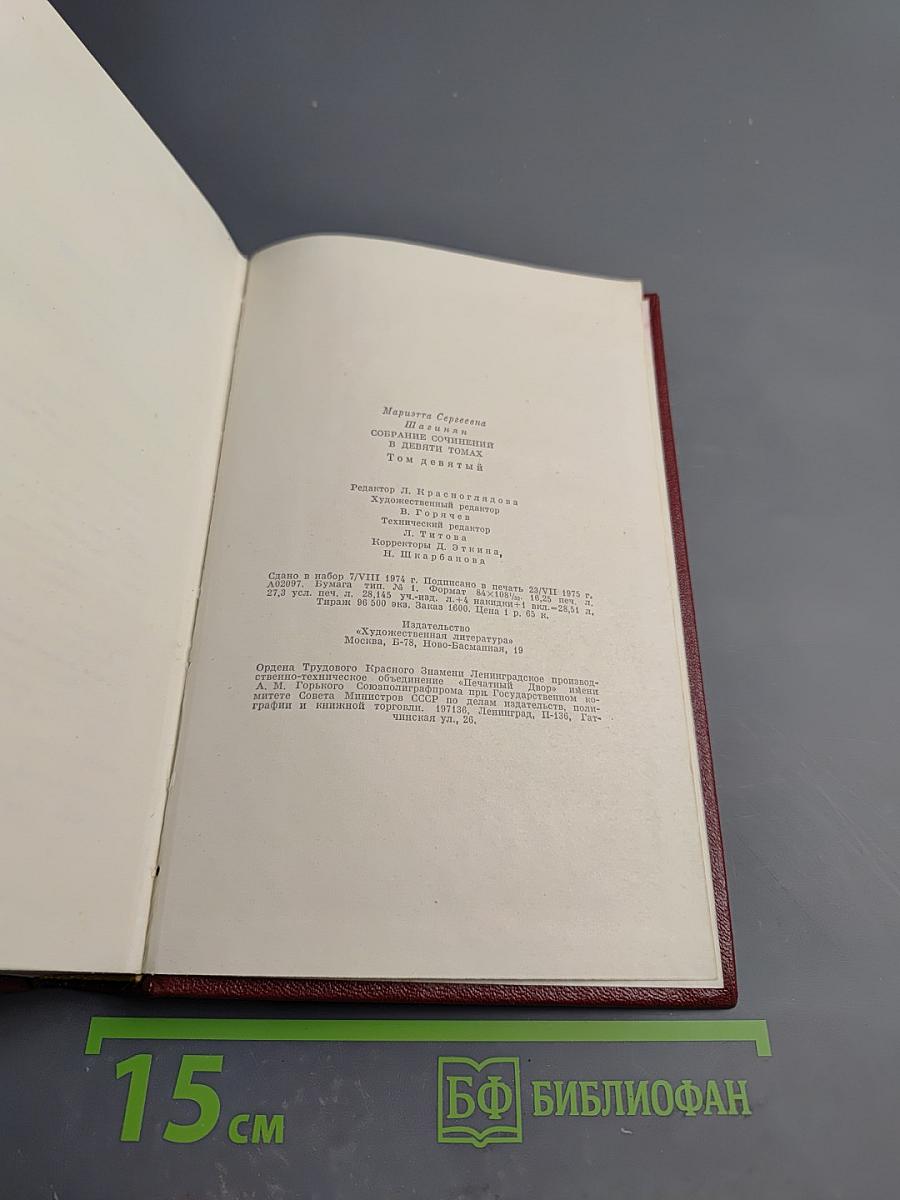 Мариэтта Сергеевна
Шагинян
СОБРАНИЕ СОЧИНЕНИЙ
В ДЕВЯТИ ТОМАХ
Том девятый
Редактор Л. Красноглядова
Художественный редактор
В. Горячев
Технический редактор
Л. Титова
Корректоры Д. Эткина,
Н. Шкарбанова
Сдано в набор 7/VIII 1974 г. Подписано в печать 23/VII 1975 г.
А02097. Бумага тип. № 1. Формат 84×108¹/₃₂. 16,25 печ. л.
27,3 усл. печ. л. 28,145 уч.-изд. л.+4 накидки+1 вкл.=28,51 л.
Тираж 96 500 экз. Заказ 1600. Цена 1 р. 65 к.
Издательство
«Художественная литература»
Москва, Б-78, Ново-Басманная, 19
Ордена Трудового Красного Знамени Ленинградское производ-
ственно-техническое объединение «Печатный Двор» имени
А. М. Горького Союзполиграфпрома при Государственном ко-
митете Совета Министров СССР по делам издательств, поли-
графии и книжной торговли. 197136, Ленинград, П-136, Гат-
чинская ул., 26.
15 см
БФ БИБЛИОФАН